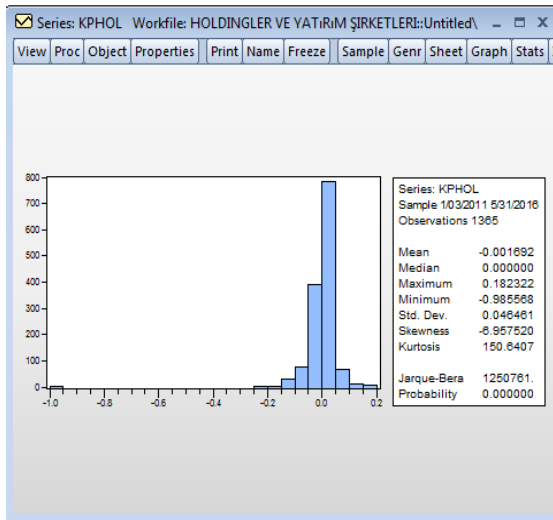 Series: KPHOL Workfile: HOLDINGLER VE YATıRıM ŞIRKETLERI::Untitled\
View Proc Object Properties Print Name Freeze Sample Genr Sheet Graph Stats
800
700
600
500
400
300
200
100
0
-1.0 -0.8 -0.6 -0.4 -0.2 0.0 0.2
Series: KPHOL
Sample 1/03/2011 5/31/2016
Observations 1365
Mean -0.001692
Median 0.000000
Maximum 0.182322
Minimum -0.985568
Std. Dev. 0.046461
Skewness -6.957520
Kurtosis 150.6407
Jarque-Bera 1250761.
Probability 0.000000